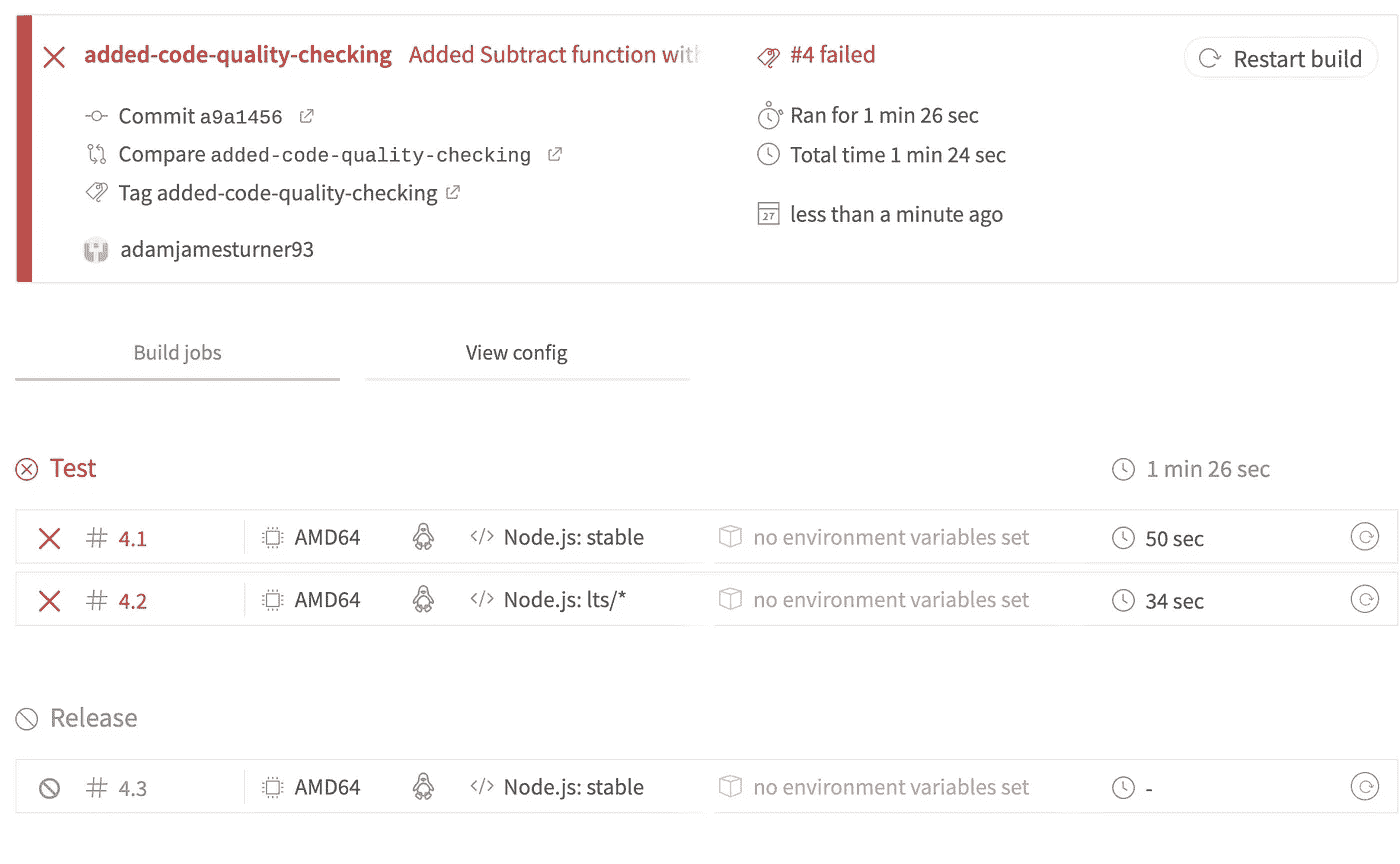 added-code-quality-checking Added Subtract function with
Commit a9a1456
Compare added-code-quality-checking
Tag added-code-quality-checking
adamjamesturner93
#4 failed
Ran for 1 min 26 sec
Total time 1 min 24 sec
27 less than a minute ago
Restart build
Build jobs View config
Test 1 min 26 sec
# 4.1 AMD64 </> Node.js: stable no environment variables set 50 sec
# 4.2 AMD64 </> Node.js: lts/* no environment variables set 34 sec
Release
# 4.3 AMD64 </> Node.js: stable no environment variables set -